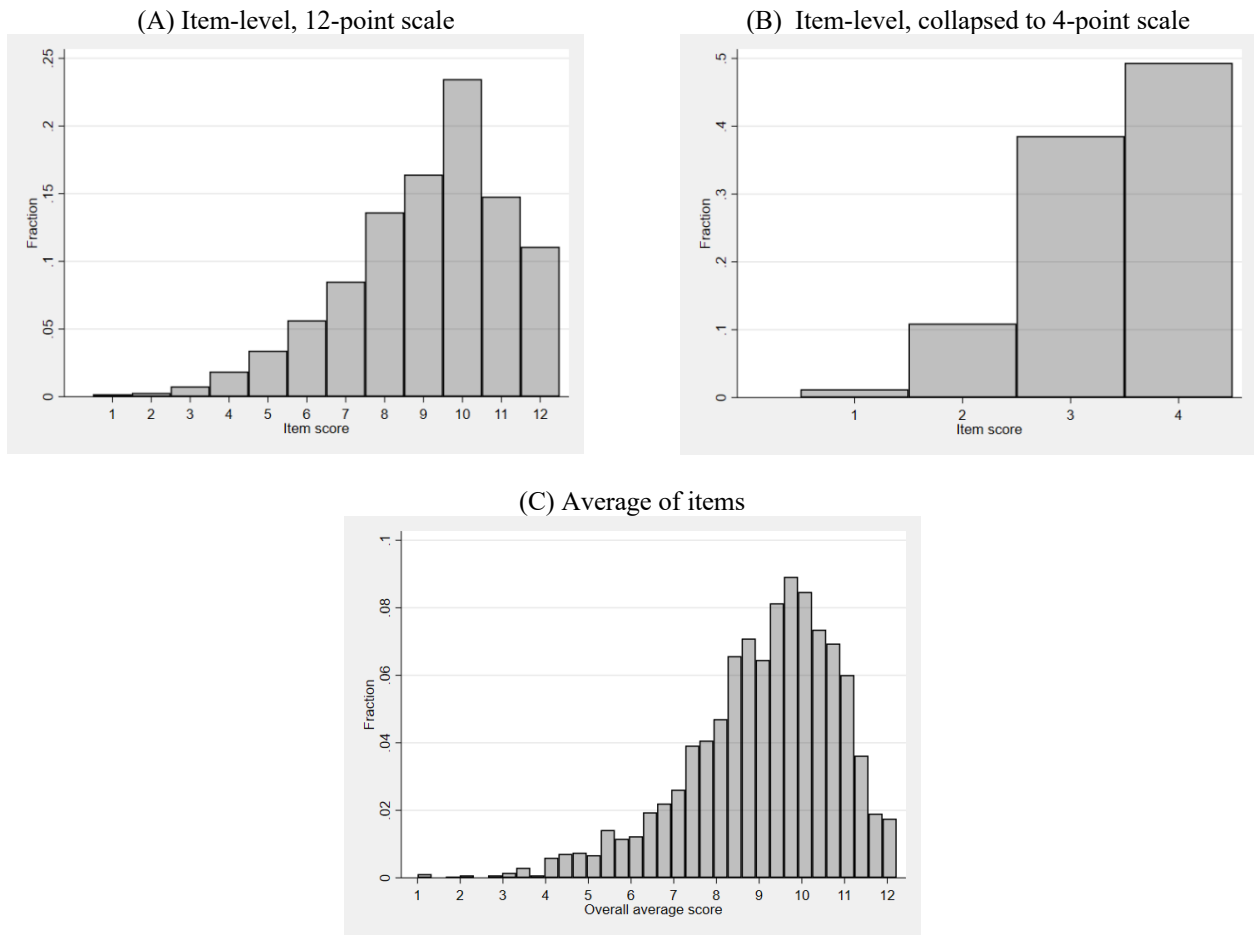 (A) Item-level, 12-point scale
Fraction
.25
.2
.15
.1
.05
0
1 2 3 4 5 6 7 8 9 10 11 12
Item score
(B) Item-level, collapsed to 4-point scale
Fraction
.5
.4
.3
.2
.1
0
1 2 3 4
Item score
(C) Average of items
Fraction
.1
.08
.06
.04
.02
0
1 2 3 4 5 6 7 8 9 10 11 12
Overall average score